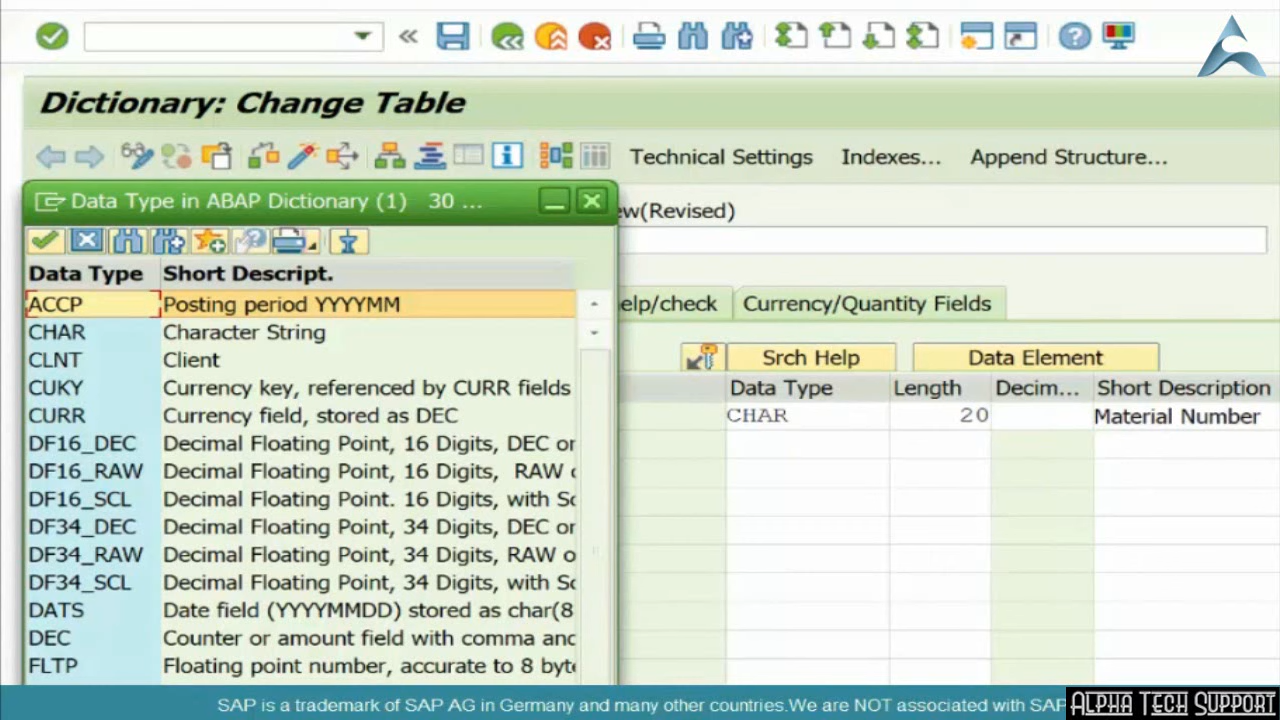 Dictionary: Change Table
Technical Settings Indexes... Append Structure...
Data Type in ABAP Dictionary (1) 30 ...
ew(Revised)
Data Type Short Descript.
elp/check Currency/Quantity Fields
ACCP Posting period YYYYMM
CHAR Character String
CLNT Client
CUKY Currency key, referenced by CURR fields
CURR Currency field, stored as DEC
DF16_DEC Decimal Floating Point, 16 Digits, DEC on
DF16_RAW Decimal Floating Point, 16 Digits, RAW o
DF16_SCL Decimal Floating Point. 16 Digits, with Sc
DF34_DEC Decimal Floating Point, 34 Digits, DEC on
DF34_RAW Decimal Floating Point, 34 Digits, RAW o
DF34_SCL Decimal Floating Point, 34 Digits, with Sc
DATS Date field (YYYYMMDD) stored as char(8
DEC Counter or amount field with comma and
FLTP Floating point number, accurate to 8 byte
Srch Help Data Element
Data Type Length Decim... Short Description
CHAR 20 Material Number
SAP is a trademark of SAP AG in Germany and many other countries.We are NOT associated with SAP
Alpha Tech Support